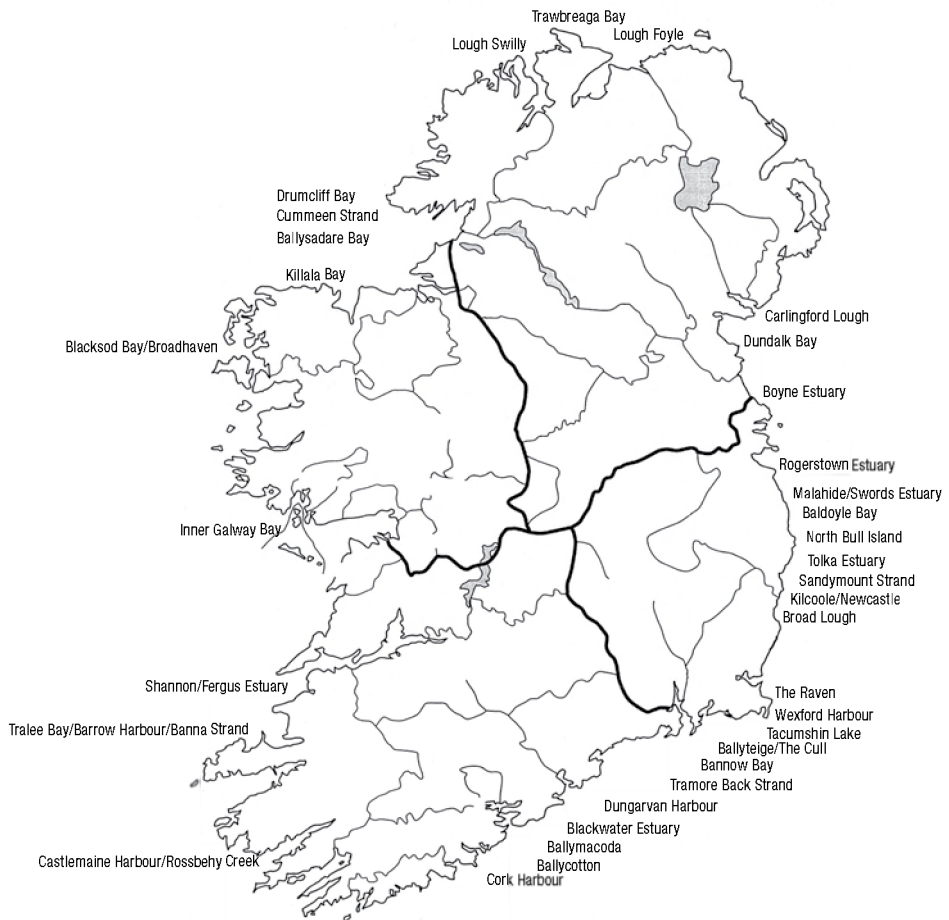 Trawbreaga Bay
Lough Foyle
Lough Swilly
Drumcliff Bay
Cummeen Strand
Ballysadare Bay
Killala Bay
Carlingford Lough
Dundalk Bay
Blacksod Bay/Broadhaven
Boyne Estuary
Rogerstown Estuary
Malahide/Swords Estuary
Baldoyle Bay
Inner Galway Bay
North Bull Island
Tolka Estuary
Sandymount Strand
Kilcoole/Newcastle
Broad Lough
Shannon/Fergus Estuary
The Raven
Wexford Harbour
Tralee Bay/Barrow Harbour/Banna Strand
Tacumshin Lake
Ballyteige/The Cull
Bannow Bay
Tramore Back Strand
Dungarvan Harbour
Blackwater Estuary
Ballymacoda
Castlemaine Harbour/Rossbehy Creek
Ballycotton
Cork Harbour